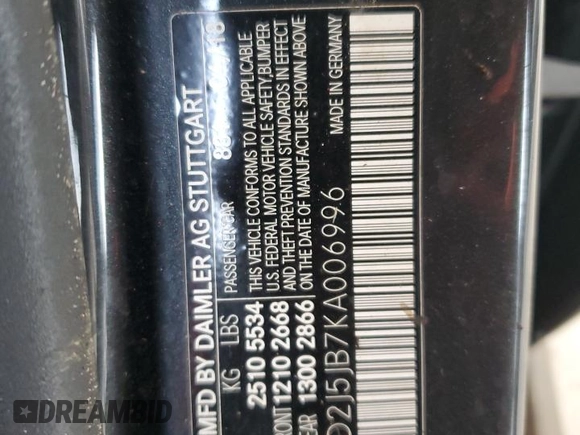 MFD BY DAIMLER AG STUTTGART
KG LBS
2510 5534
FRONT 1210 2668
1300 2866
PASSENGER CAR
THIS VEHICLE CONFORMS TO ALL APPLICABLE
U.S. FEDERAL MOTOR VEHICLE SAFETY, BUMPER
AND THEFT PREVENTION STANDARDS IN EFFECT
ON THE DATE OF MANUFACTURE SHOWN ABOVE
MADE IN GERMANY
2J5JB7KA006996
DREAMBID